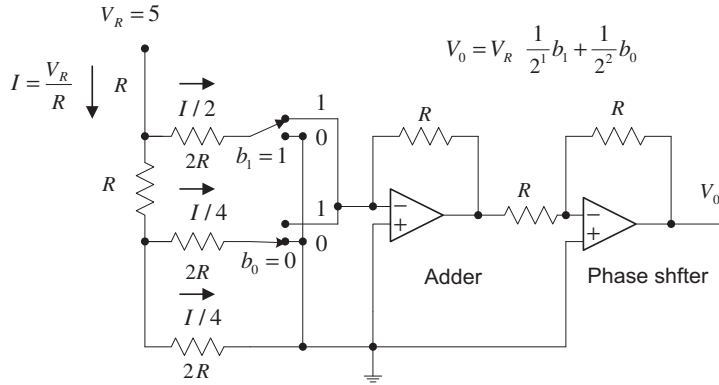 V_R = 5
V_0 = V_R 1/2^1 b_1 + 1/2^2 b_0
I = V_R/R
R
I / 2
2R
1
0
b_1 = 1
R
R
R
I / 4
2R
1
0
b_0 = 0
−
+
R
−
+
V_0
Adder
Phase shfter
I / 4
2R